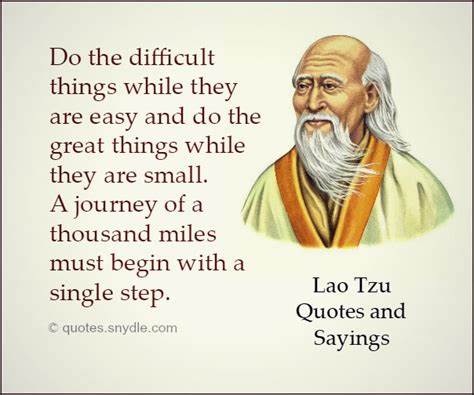 Do the difficult
things while they
are easy and do the
great things while
they are small.
A journey of a
thousand miles
must begin with a
single step.
© quotes.snydle.com
Lao Tzu
Quotes and
Sayings